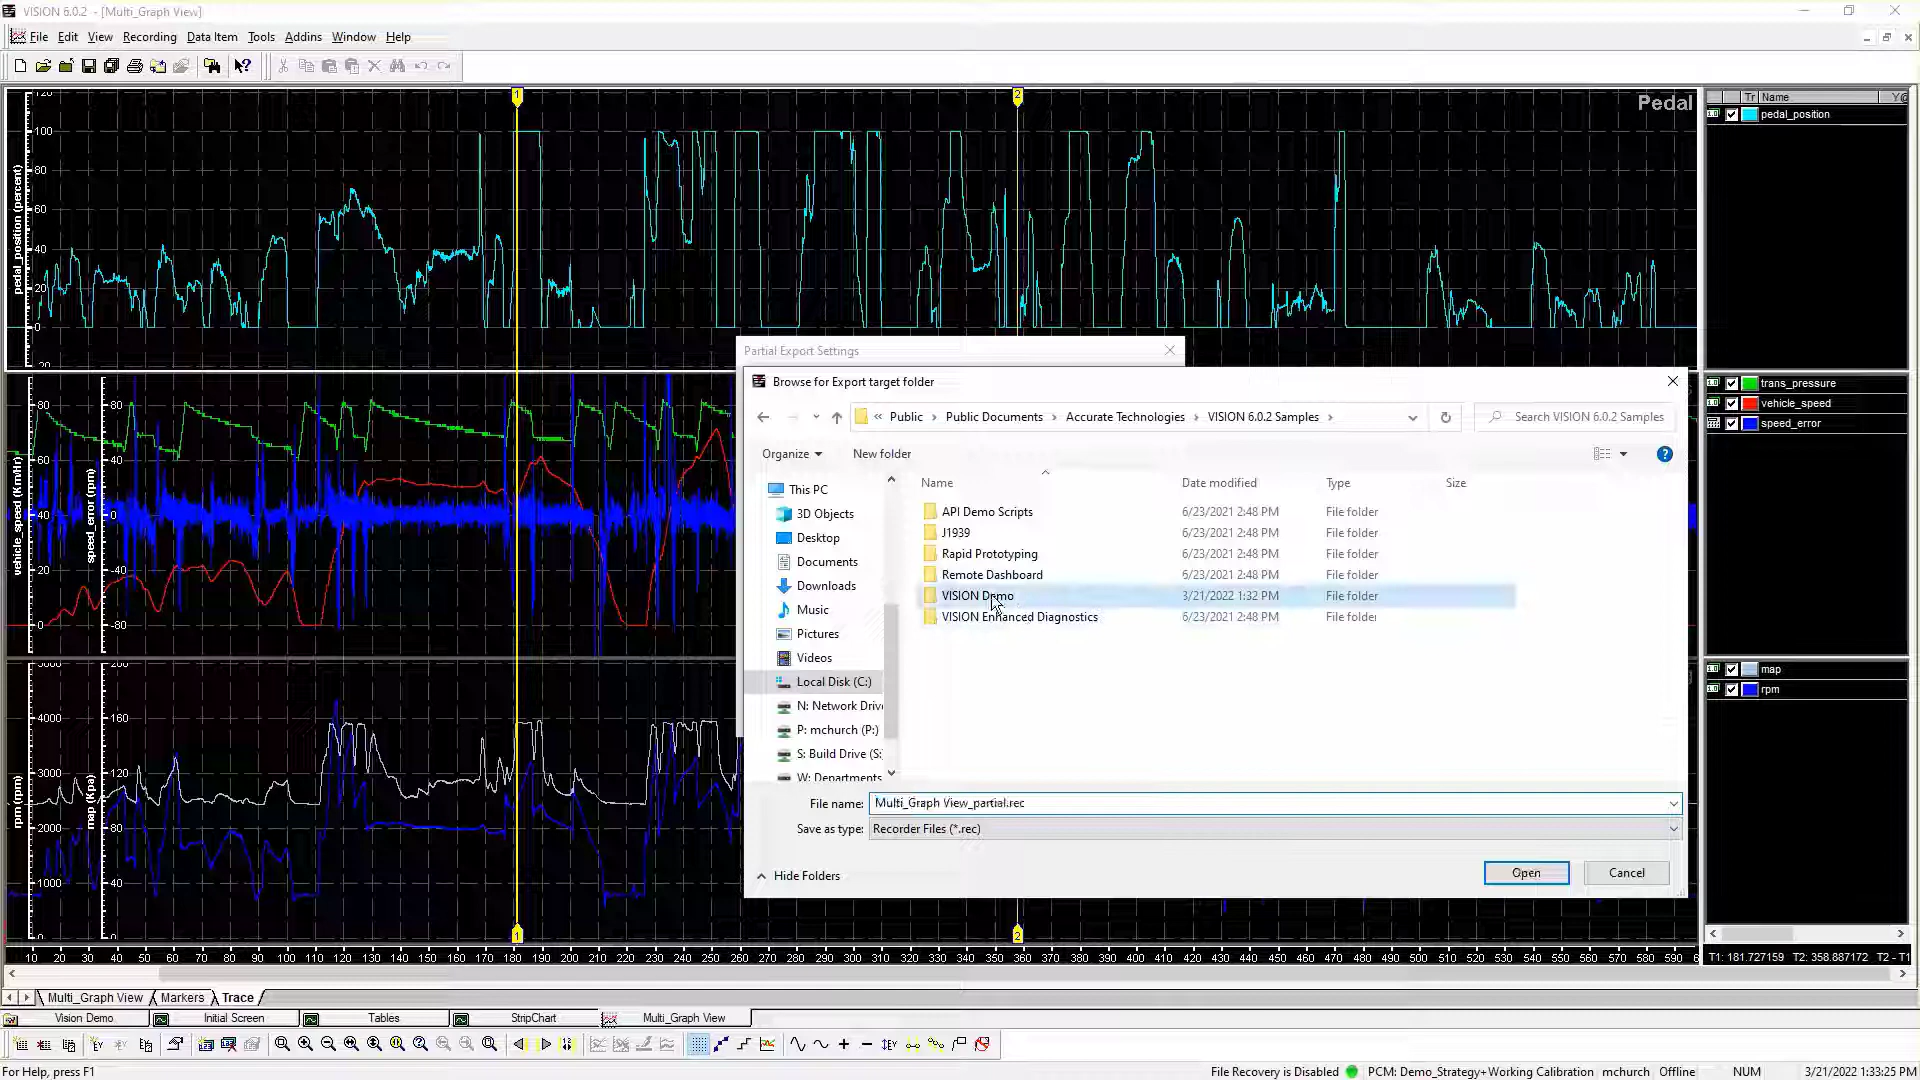 VISION 6.0.2 - [Multi_Graph View]
File Edit View Recording Data Item Tools Addins Window Help
1
2
Pedal
pedal_position (percent)
100
80
60
40
20
0
Tr Name
pedal_position
Partial Export Settings
Browse for Export target folder
« Public › Public Documents › Accurate Technologies › VISION 6.0.2 Samples ›
Search VISION 6.0.2 Samples
Organize New folder
Name Date modified Type Size
This PC
3D Objects
Desktop
Documents
Downloads
Music
Pictures
Videos
Local Disk (C:)
N: Network Drive
P: mchurch (P:)
S: Build Drive (S:
W: Departments
API Demo Scripts 6/23/2021 2:48 PM File folder
J1939 6/23/2021 2:48 PM File folder
Rapid Prototyping 6/23/2021 2:48 PM File folder
Remote Dashboard 6/23/2021 2:48 PM File folder
VISION Demo 3/21/2022 1:32 PM File folder
VISION Enhanced Diagnostics 6/23/2021 2:48 PM File folder
File name: Multi_Graph View_partial.rec
Save as type: Recorder Files (*.rec)
Hide Folders
Open Cancel
vehicle_speed (Km/Hr)
80
60
40
20
0
speed_error (rpm)
80
40
0
-40
-80
trans_pressure
vehicle_speed
speed_error
rpm (rpm)
4000
3000
2000
1000
map (Kpa)
160
120
80
40
map
rpm
1
2
10 20 30 40 50 60 70 80 90 100 110 120 130 140 150 160 170 180 190 200 210 220 230 240 250 260 270 280 290 300 310 320 330 340 350 360 370 380 390 400 410 420 430 440 450 460 470 480 490 500 510 520 530 540 550 560 570 580 590
T1: 181.727159 T2: 358.887172 T2 - T1
Multi_Graph View Markers Trace
Vision Demo Initial Screen Tables StripChart Multi_Graph View
For Help, press F1
File Recovery is Disabled PCM: Demo_Strategy+Working Calibration mchurch Offline NUM 3/21/2022 1:33:25 PM